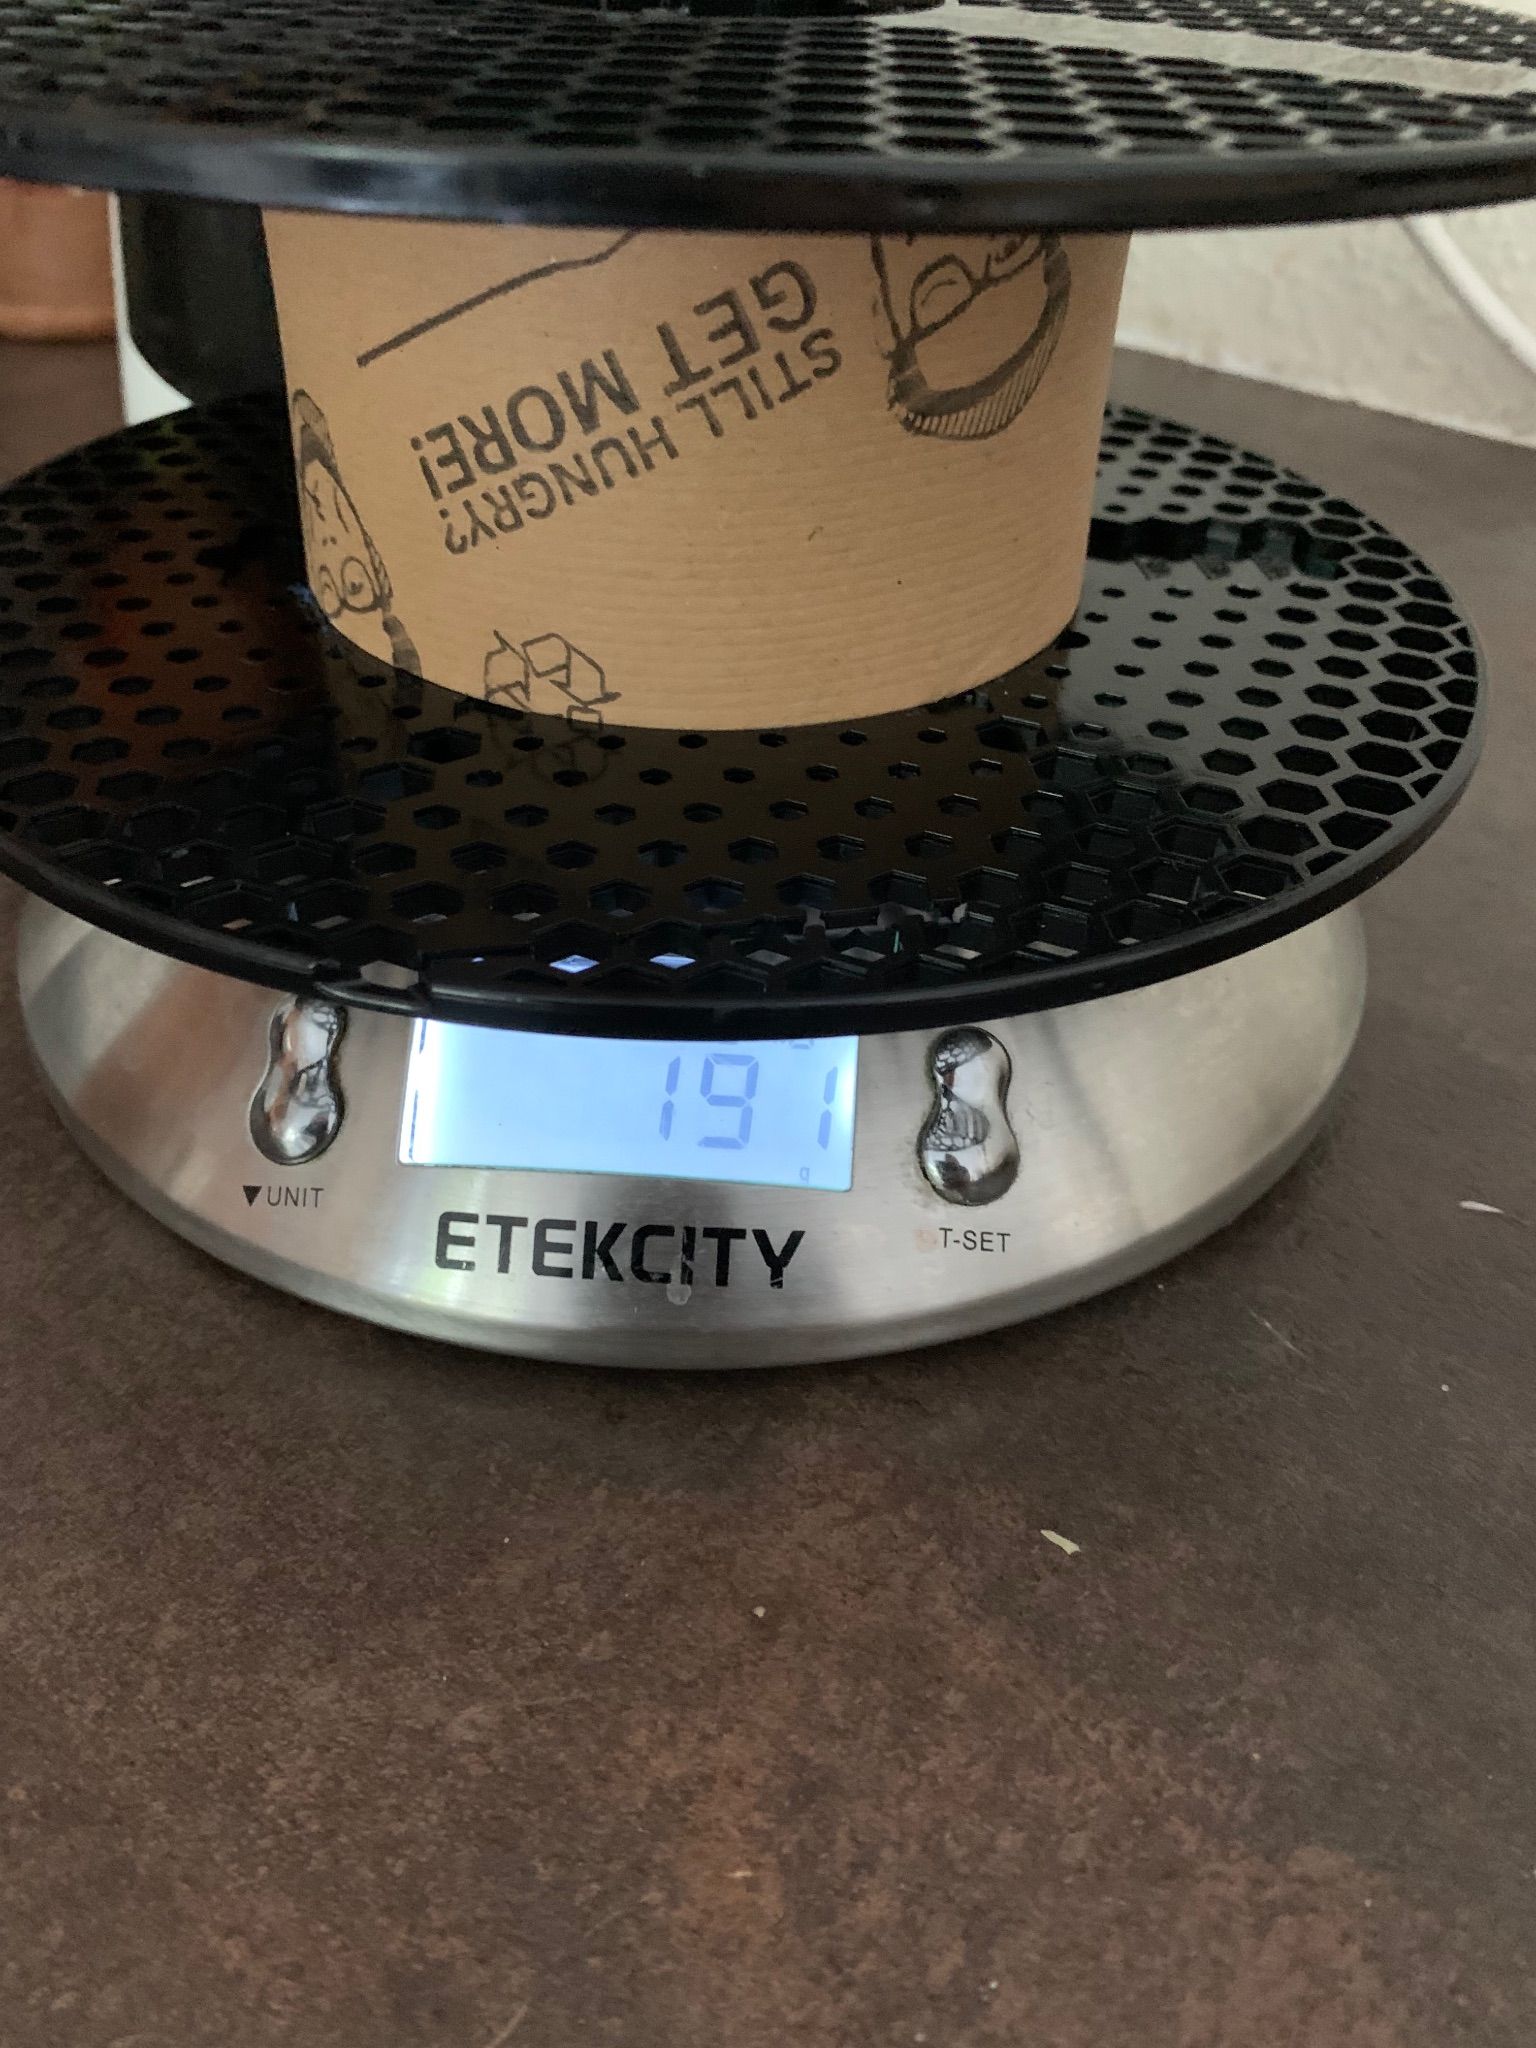 STILL HUNGRY?
GET MORE!
191
g
▼UNIT
ETEKCITY
T-SET